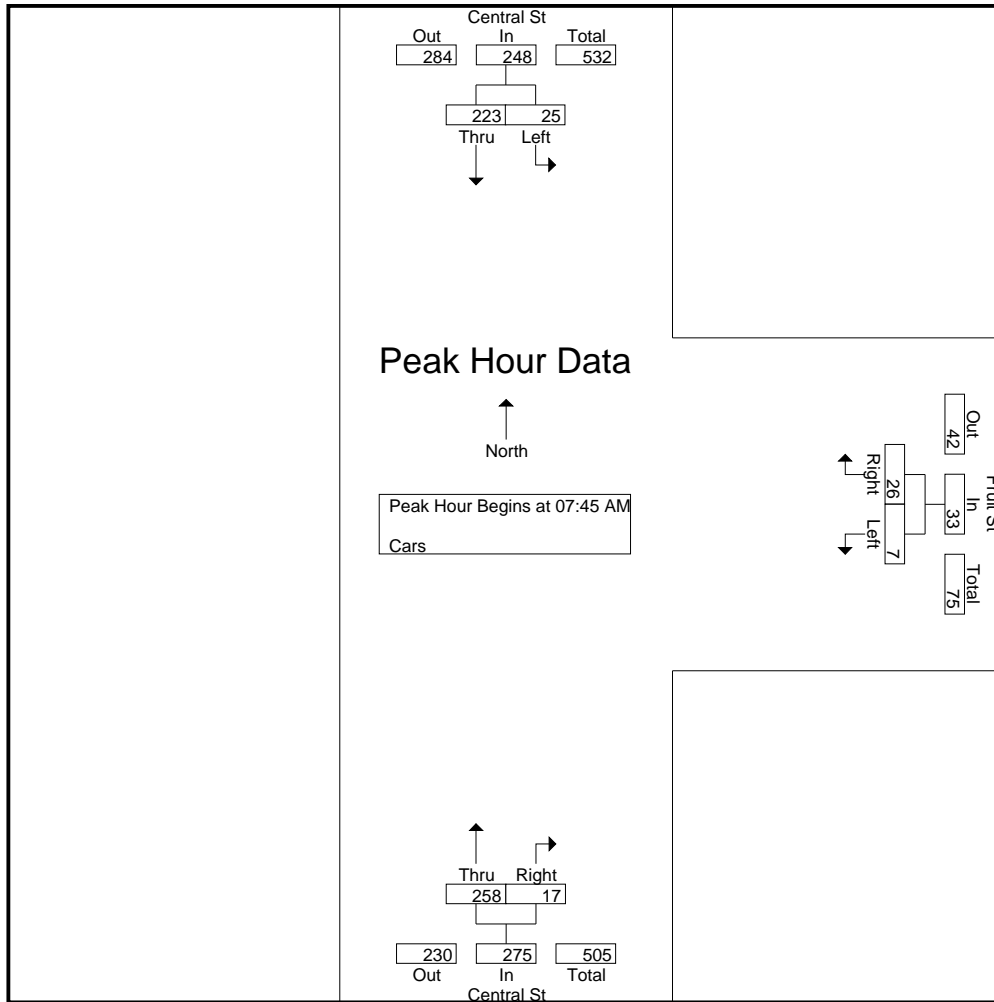 Central St
Out In Total
284 248 532
223 25
Thru Left
Peak Hour Data
North
Peak Hour Begins at 07:45 AM
Cars
Out In Total
42 33 75
26 7
Right Left
Thru Right
258 17
230 275 505
Out In Total
Central St